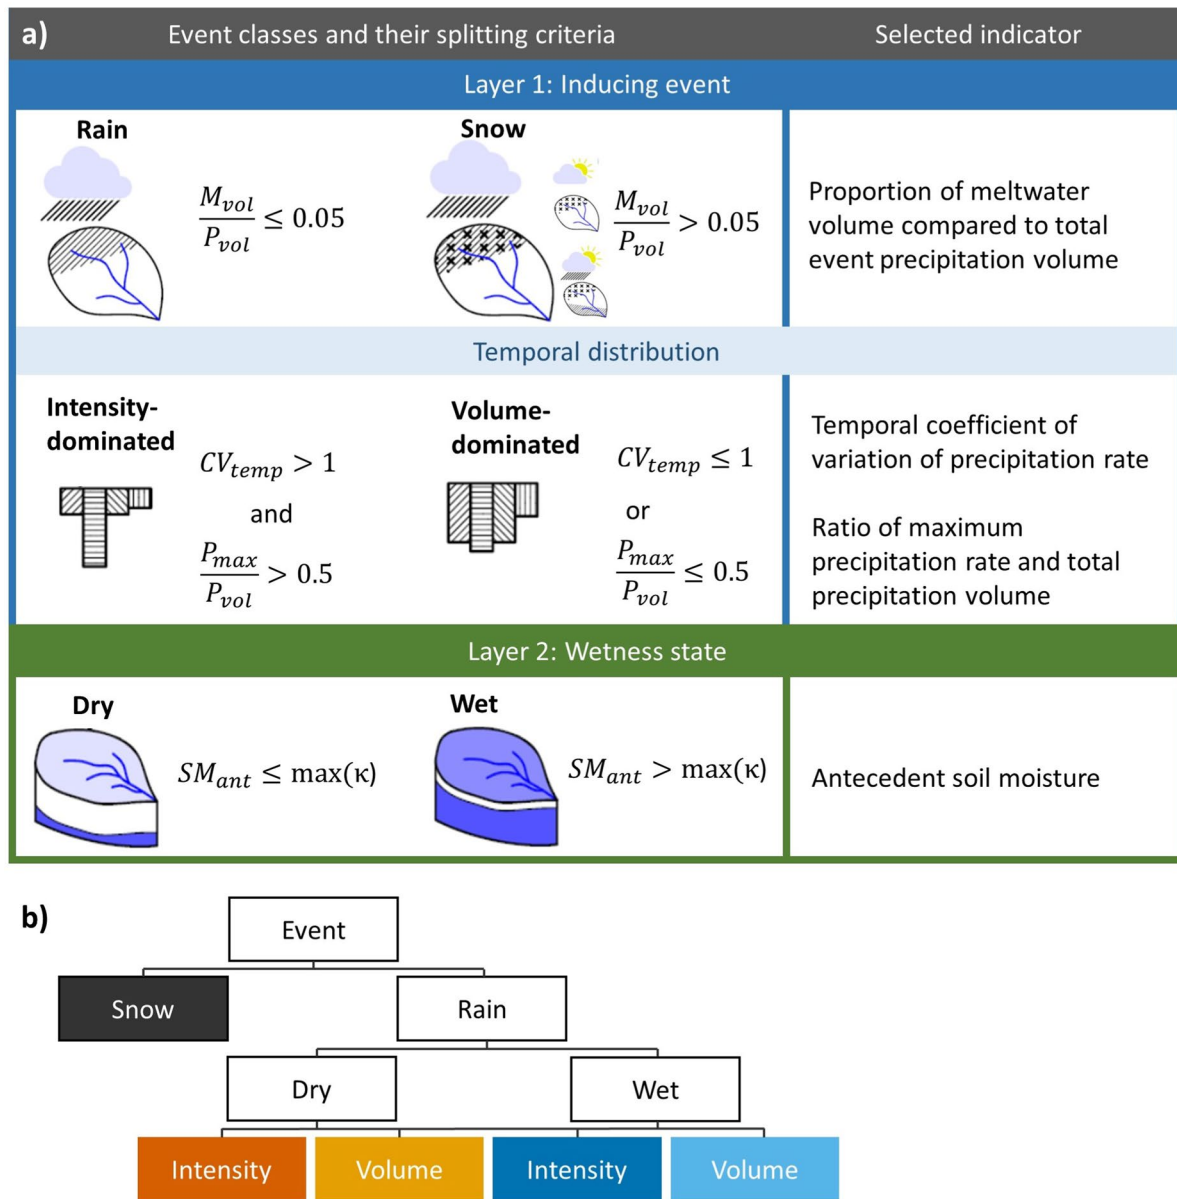 a) Event classes and their splitting criteria Selected indicator
Layer 1: Inducing event
Rain Snow
M_vol / P_vol ≤ 0.05 M_vol / P_vol > 0.05
Proportion of meltwater
volume compared to total
event precipitation volume
Temporal distribution
Intensity-
dominated
CV_temp > 1
and
P_max / P_vol > 0.5
Volume-
dominated
CV_temp ≤ 1
or
P_max / P_vol ≤ 0.5
Temporal coefficient of
variation of precipitation rate
Ratio of maximum
precipitation rate and total
precipitation volume
Layer 2: Wetness state
Dry Wet
SM_ant ≤ max(κ) SM_ant > max(κ)
Antecedent soil moisture
b)
Event
Snow Rain
Dry Wet
Intensity Volume Intensity Volume